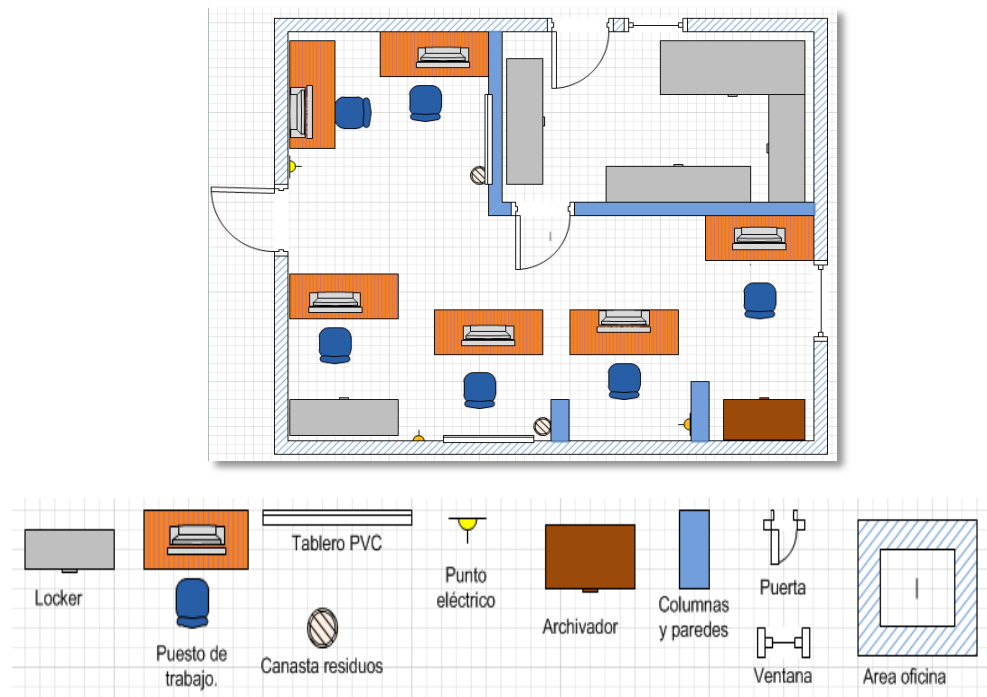 Locker
Puesto de
trabajo.
Tablero PVC
Canasta residuos
Punto
eléctrico
Archivador
Columnas
y paredes
Puerta
Ventana
Area oficina